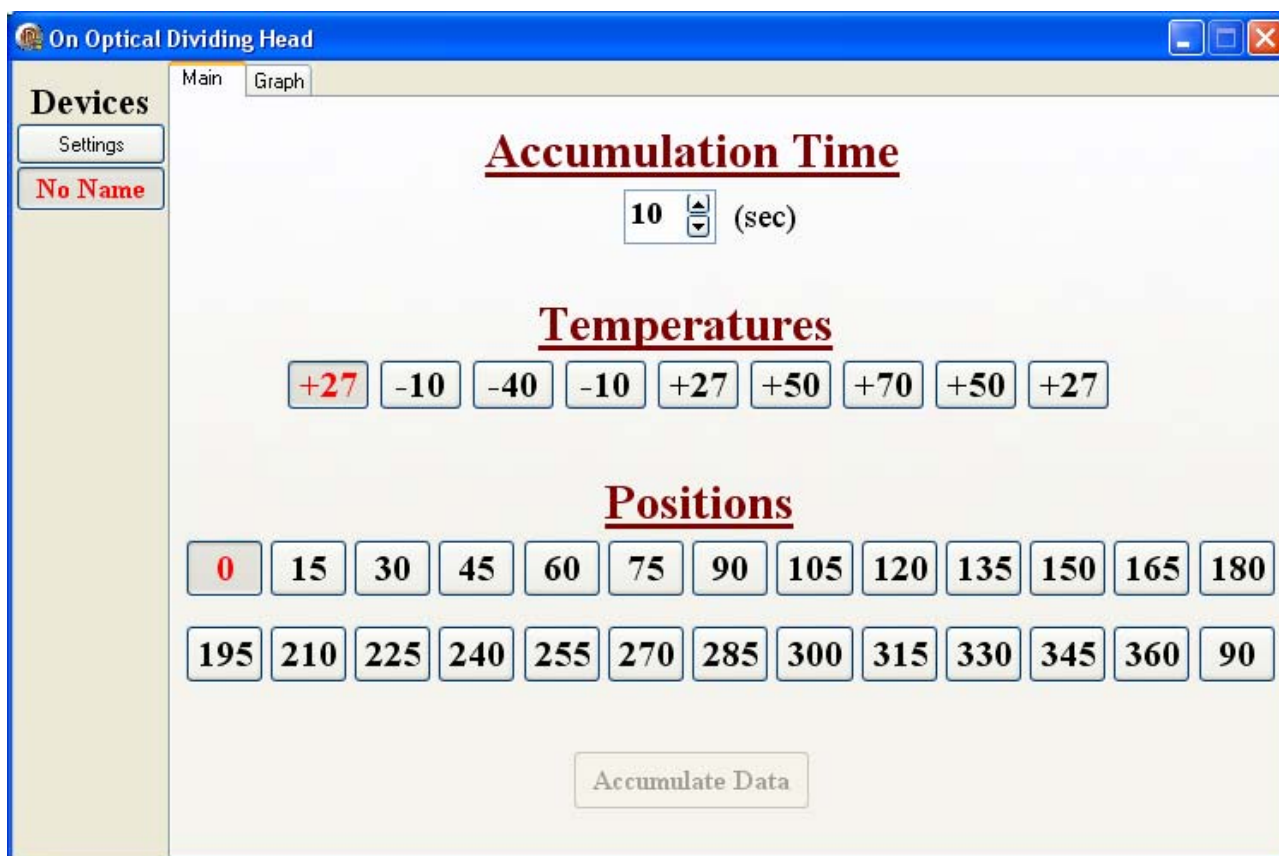 On Optical Dividing Head
Main Graph
Devices
Settings
No Name
Accumulation Time
10 (sec)
Temperatures
+27 -10 -40 -10 +27 +50 +70 +50 +27
Positions
0 15 30 45 60 75 90 105 120 135 150 165 180
195 210 225 240 255 270 285 300 315 330 345 360 90
Accumulate Data